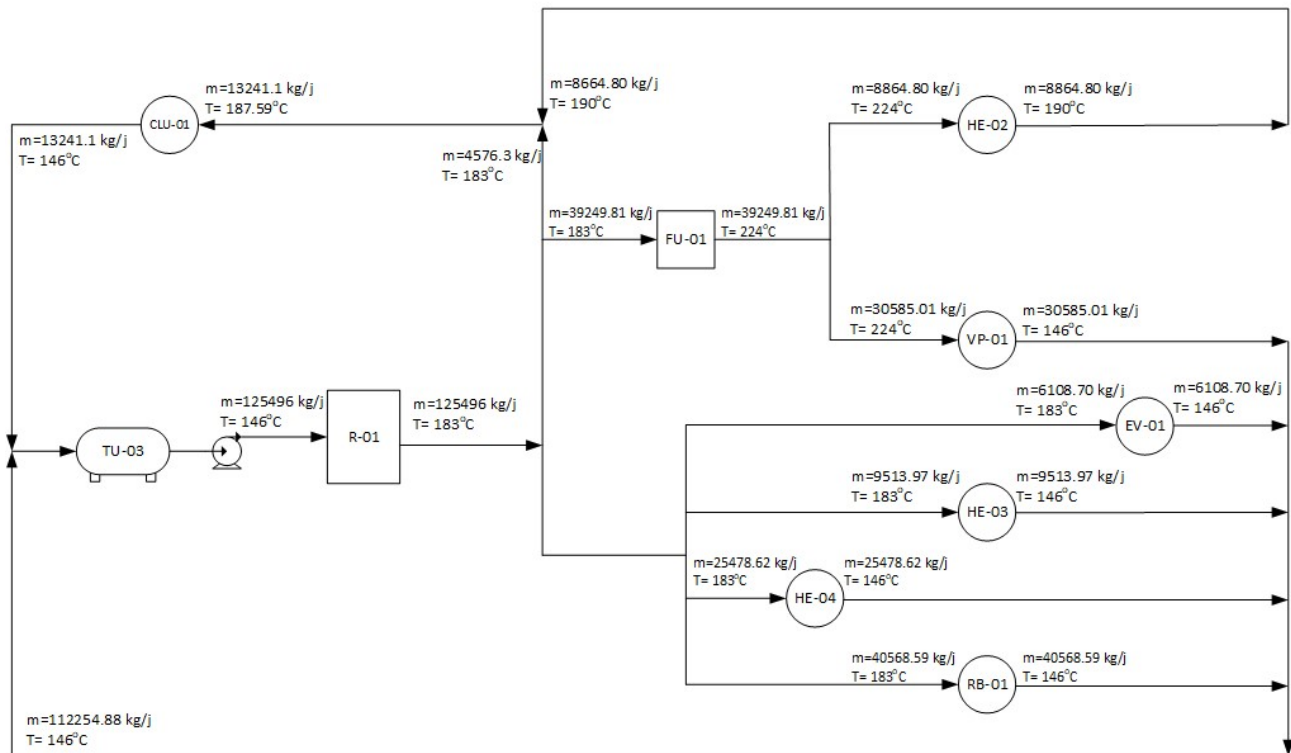 m=8664.80 kg/j
T= 190°C
m=13241.1 kg/j
T= 187.59°C
CLU-01
m=13241.1 kg/j
T= 146°C
m=4576.3 kg/j
T= 183°C
m=8864.80 kg/j
T= 224°C
HE-02
m=8864.80 kg/j
T= 190°C
m=39249.81 kg/j
T= 183°C
FU-01
m=39249.81 kg/j
T= 224°C
m=30585.01 kg/j
T= 224°C
VP-01
m=30585.01 kg/j
T= 146°C
TU-03
m=125496 kg/j
T= 146°C
R-01
m=125496 kg/j
T= 183°C
m=6108.70 kg/j
T= 183°C
EV-01
m=6108.70 kg/j
T= 146°C
m=9513.97 kg/j
T= 183°C
HE-03
m=9513.97 kg/j
T= 146°C
m=25478.62 kg/j
T= 183°C
HE-04
m=25478.62 kg/j
T= 146°C
m=40568.59 kg/j
T= 183°C
RB-01
m=40568.59 kg/j
T= 146°C
m=112254.88 kg/j
T= 146°C